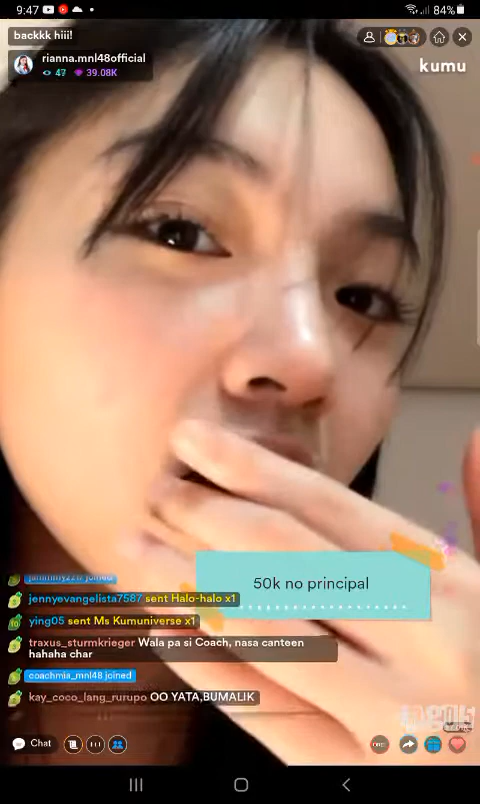 9:47
84%
backkk hiii!
rianna.mnl48official
47
39.08K
kumu
50k no principal
joined
jennyevangelista7587 sent Halo-halo x1
ying05 sent Ms Kumuniverse x1
traxus_sturmkrieger Wala pa si Coach, nasa canteen
hahaha char
coachmia_mnl48 joined
kay_coco_lang_rurupo OO YATA,BUMALIK
Chat